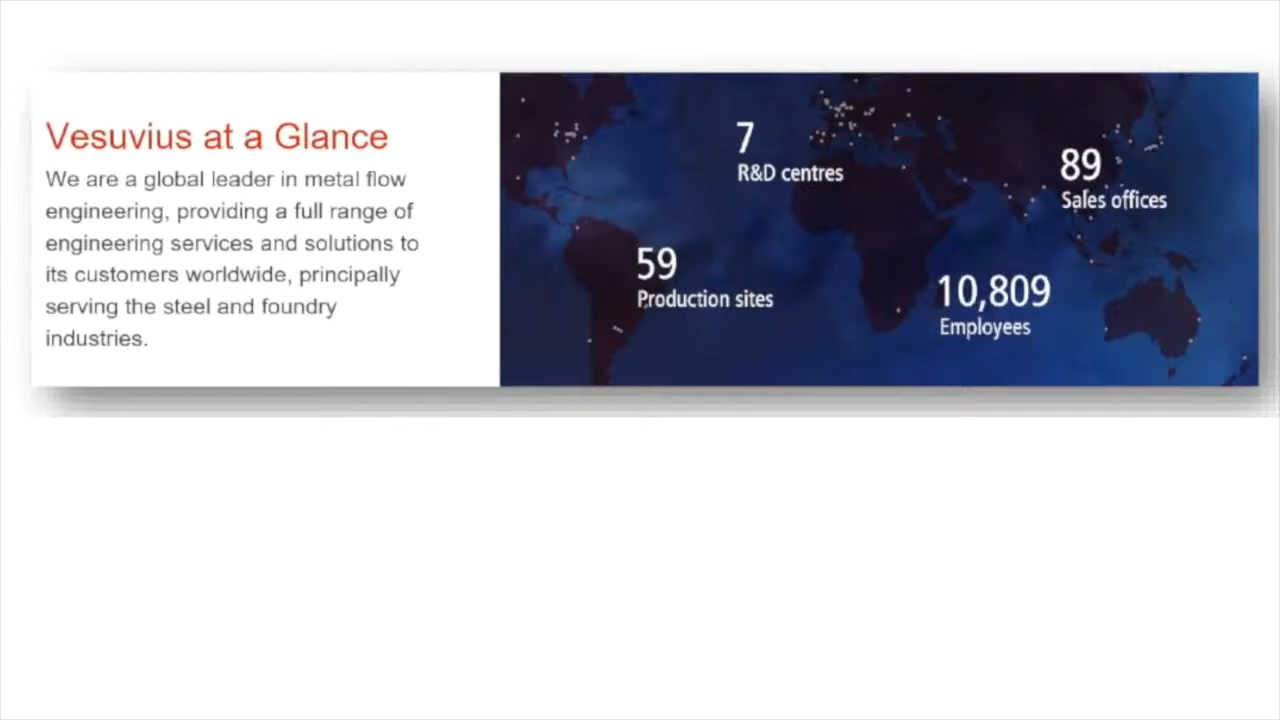 Vesuvius at a Glance
We are a global leader in metal flow
engineering, providing a full range of
engineering services and solutions to
its customers worldwide, principally
serving the steel and foundry
industries.
7
R&D centres
89
Sales offices
59
Production sites
10,809
Employees